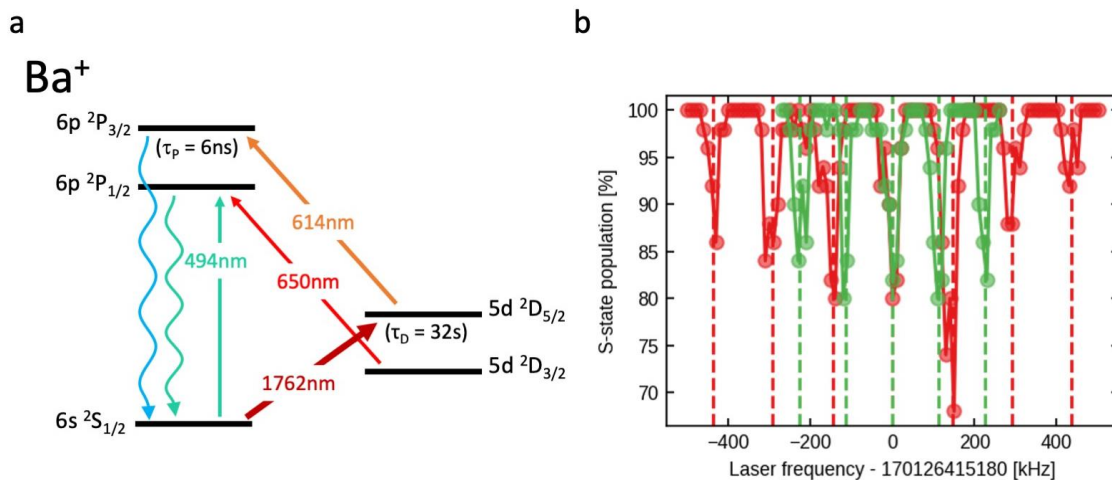 a
b
Ba⁺
6p ²P₃/₂
(τ_P = 6ns)
6p ²P₁/₂
614nm
494nm
650nm
5d ²D₅/₂
(τ_D = 32s)
1762nm
5d ²D₃/₂
6s ²S₁/₂
S-state population [%]
100
95
90
85
80
75
70
−400
−200
0
200
400
Laser frequency - 170126415180 [kHz]